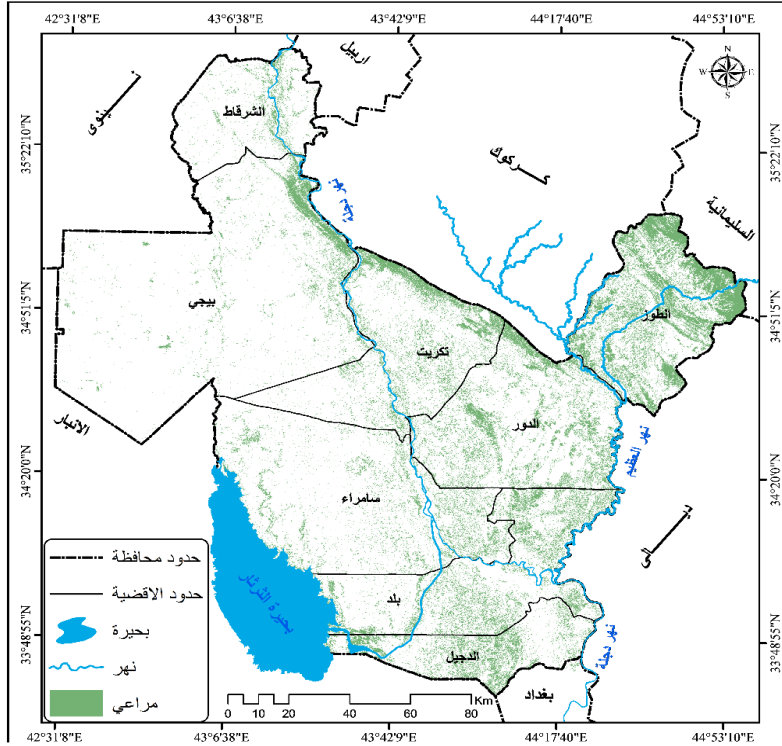 42°31'8"E 43°6'38"E 43°42'9"E 44°17'40"E 44°53'10"E
N
W E
S
اربيل
نينوى
الشرقاط
35°22'10"N
35°22'10"N
كركوك
نهر دجلة
السليمانية
بيجي
34°51'5"N
34°51'5"N
الطوز
تكريت
الدور
الانبار
نهر العظيم
34°20'0"N
34°20'0"N
سامراء
ديالى
حدود محافظة
حدود الاقضية
بحيرة
نهر
مراعي
بحيرة الثرثار
بلد
33°48'55"N
33°48'55"N
الدجيل
نهر دجلة
بغداد
0 5 10 20 40 60 80 Km
42°31'8"E 43°6'38"E 43°42'9"E 44°17'40"E 44°53'10"E